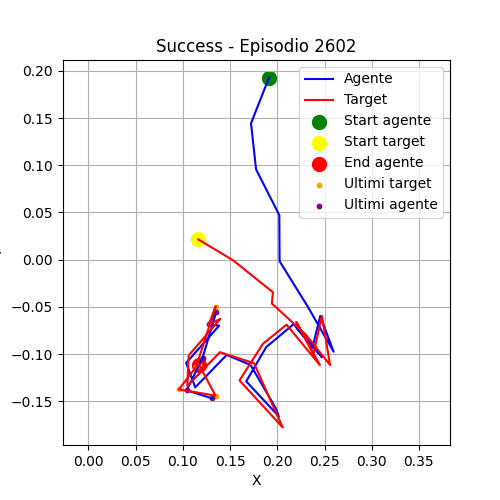 Success - Episodio 2602
Agente
Target
Start agente
Start target
End agente
Ultimi target
Ultimi agente
0.20
0.15
0.10
0.05
0.00
−0.05
−0.10
−0.15
0.00 0.05 0.10 0.15 0.20 0.25 0.30 0.35
X